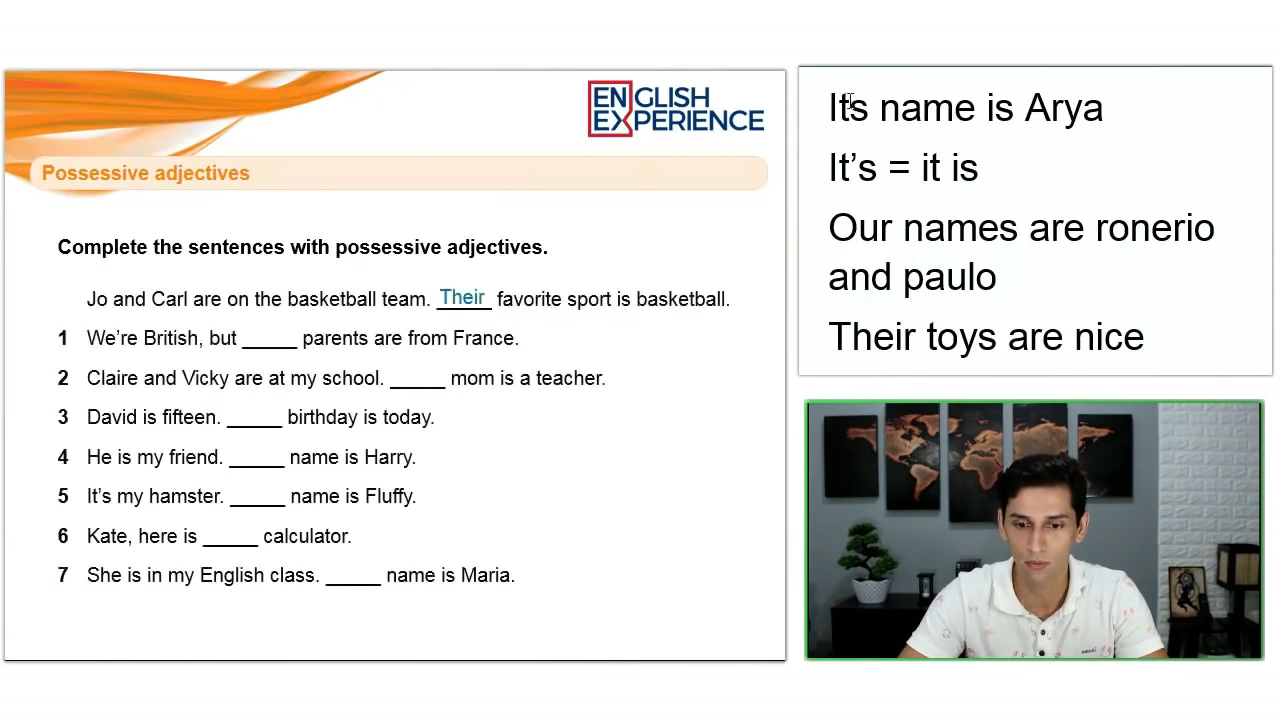 ENGLISH
EXPERIENCE
Possessive adjectives
Complete the sentences with possessive adjectives.
Jo and Carl are on the basketball team. Their favorite sport is basketball.
1 We're British, but _____ parents are from France.
2 Claire and Vicky are at my school. _____ mom is a teacher.
3 David is fifteen. _____ birthday is today.
4 He is my friend. _____ name is Harry.
5 It's my hamster. _____ name is Fluffy.
6 Kate, here is _____ calculator.
7 She is in my English class. _____ name is Maria.
Its name is Arya
It’s = it is
Our names are ronerio
and paulo
Their toys are nice